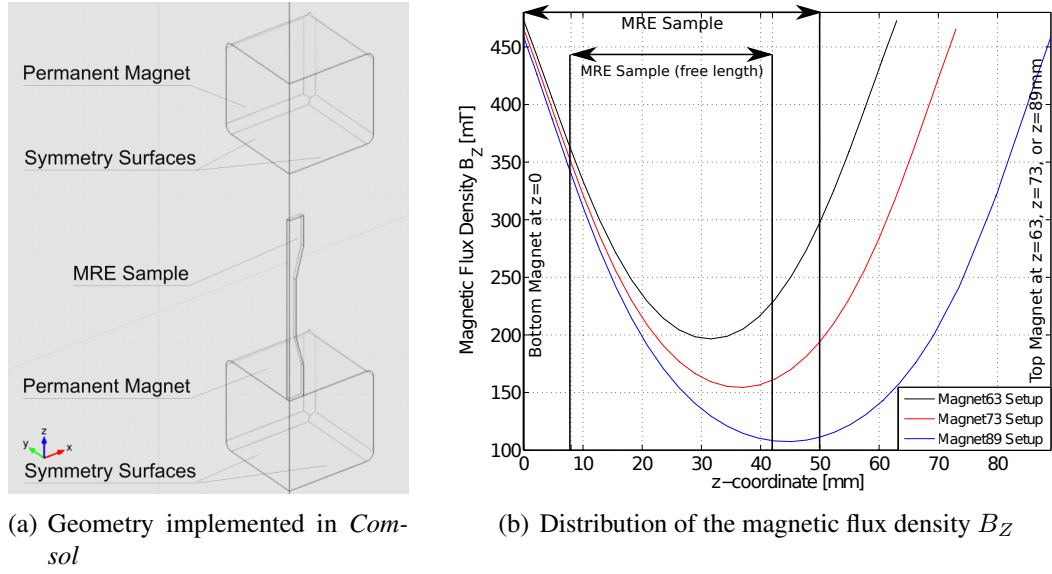 Permanent Magnet
Symmetry Surfaces
MRE Sample
Permanent Magnet
Symmetry Surfaces
z
y
x
(a) Geometry implemented in Com-
sol
MRE Sample
MRE Sample (free length)
Magnetic Flux Density B_Z [mT]
Bottom Magnet at z=0
Top Magnet at z=63, z=73, or z=89mm
450
400
350
300
250
200
150
100
0 10 20 30 40 50 60 70 80
z-coordinate [mm]
Magnet63 Setup
Magnet73 Setup
Magnet89 Setup
(b) Distribution of the magnetic flux density B_Z